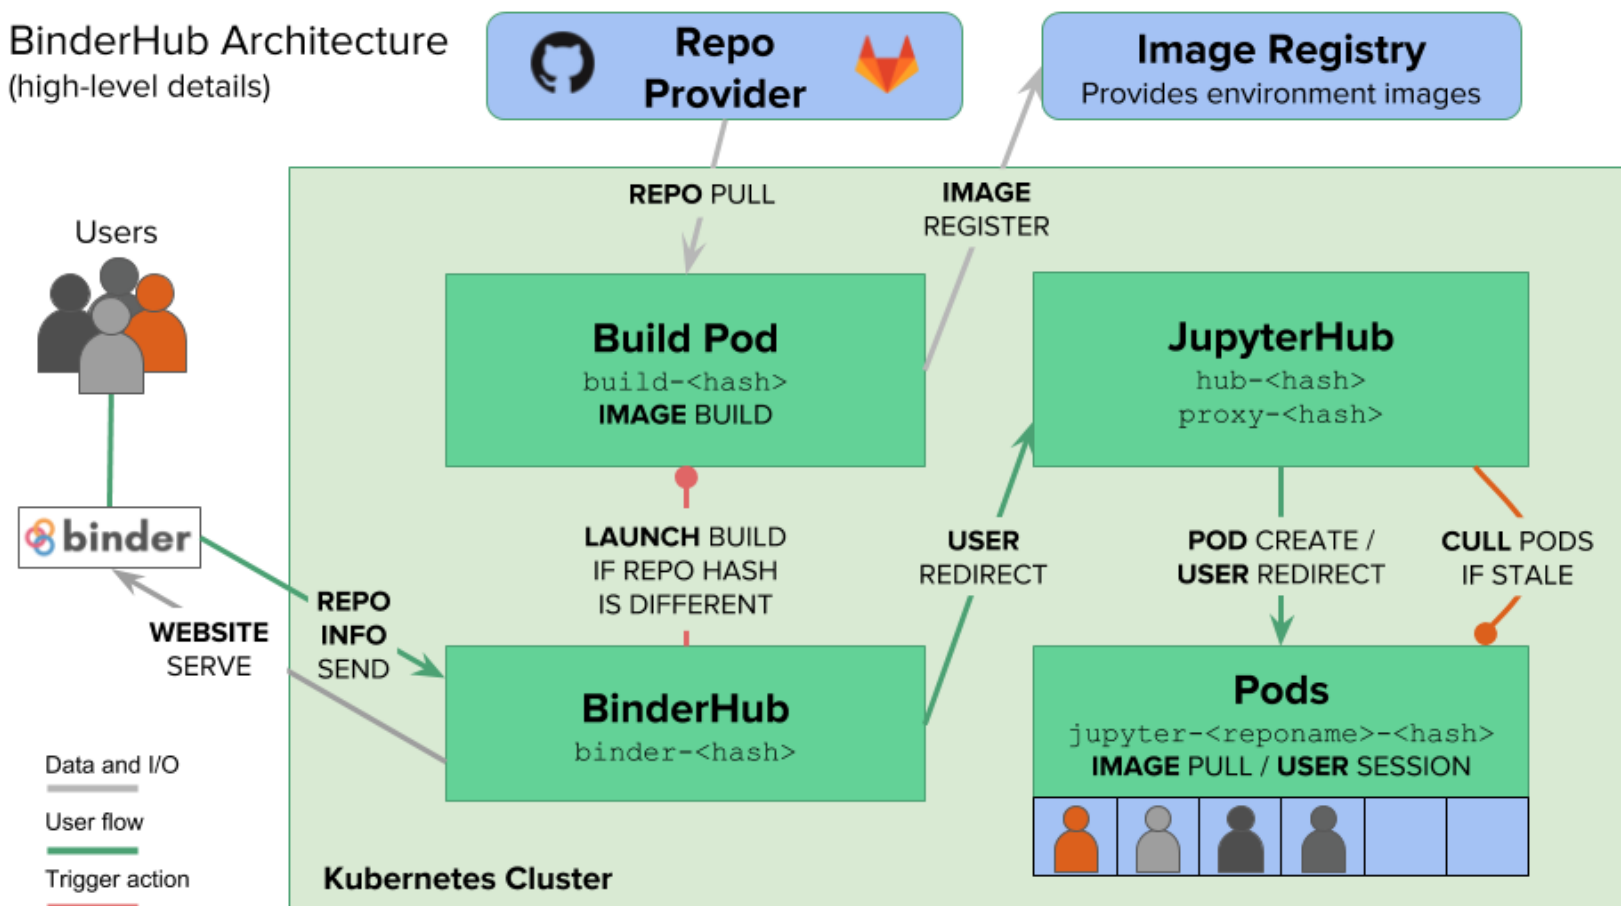 BinderHub Architecture
(high-level details)
Repo
Provider
Image Registry
Provides environment images
REPO PULL
IMAGE
REGISTER
Users
Build Pod
build-<hash>
IMAGE BUILD
JupyterHub
hub-<hash>
proxy-<hash>
binder
LAUNCH BUILD
IF REPO HASH
IS DIFFERENT
USER
REDIRECT
POD CREATE /
USER REDIRECT
CULL PODS
IF STALE
REPO
INFO
SEND
WEBSITE
SERVE
BinderHub
binder-<hash>
Pods
jupyter-<reponame>-<hash>
IMAGE PULL / USER SESSION
Data and I/O
User flow
Trigger action
Kubernetes Cluster